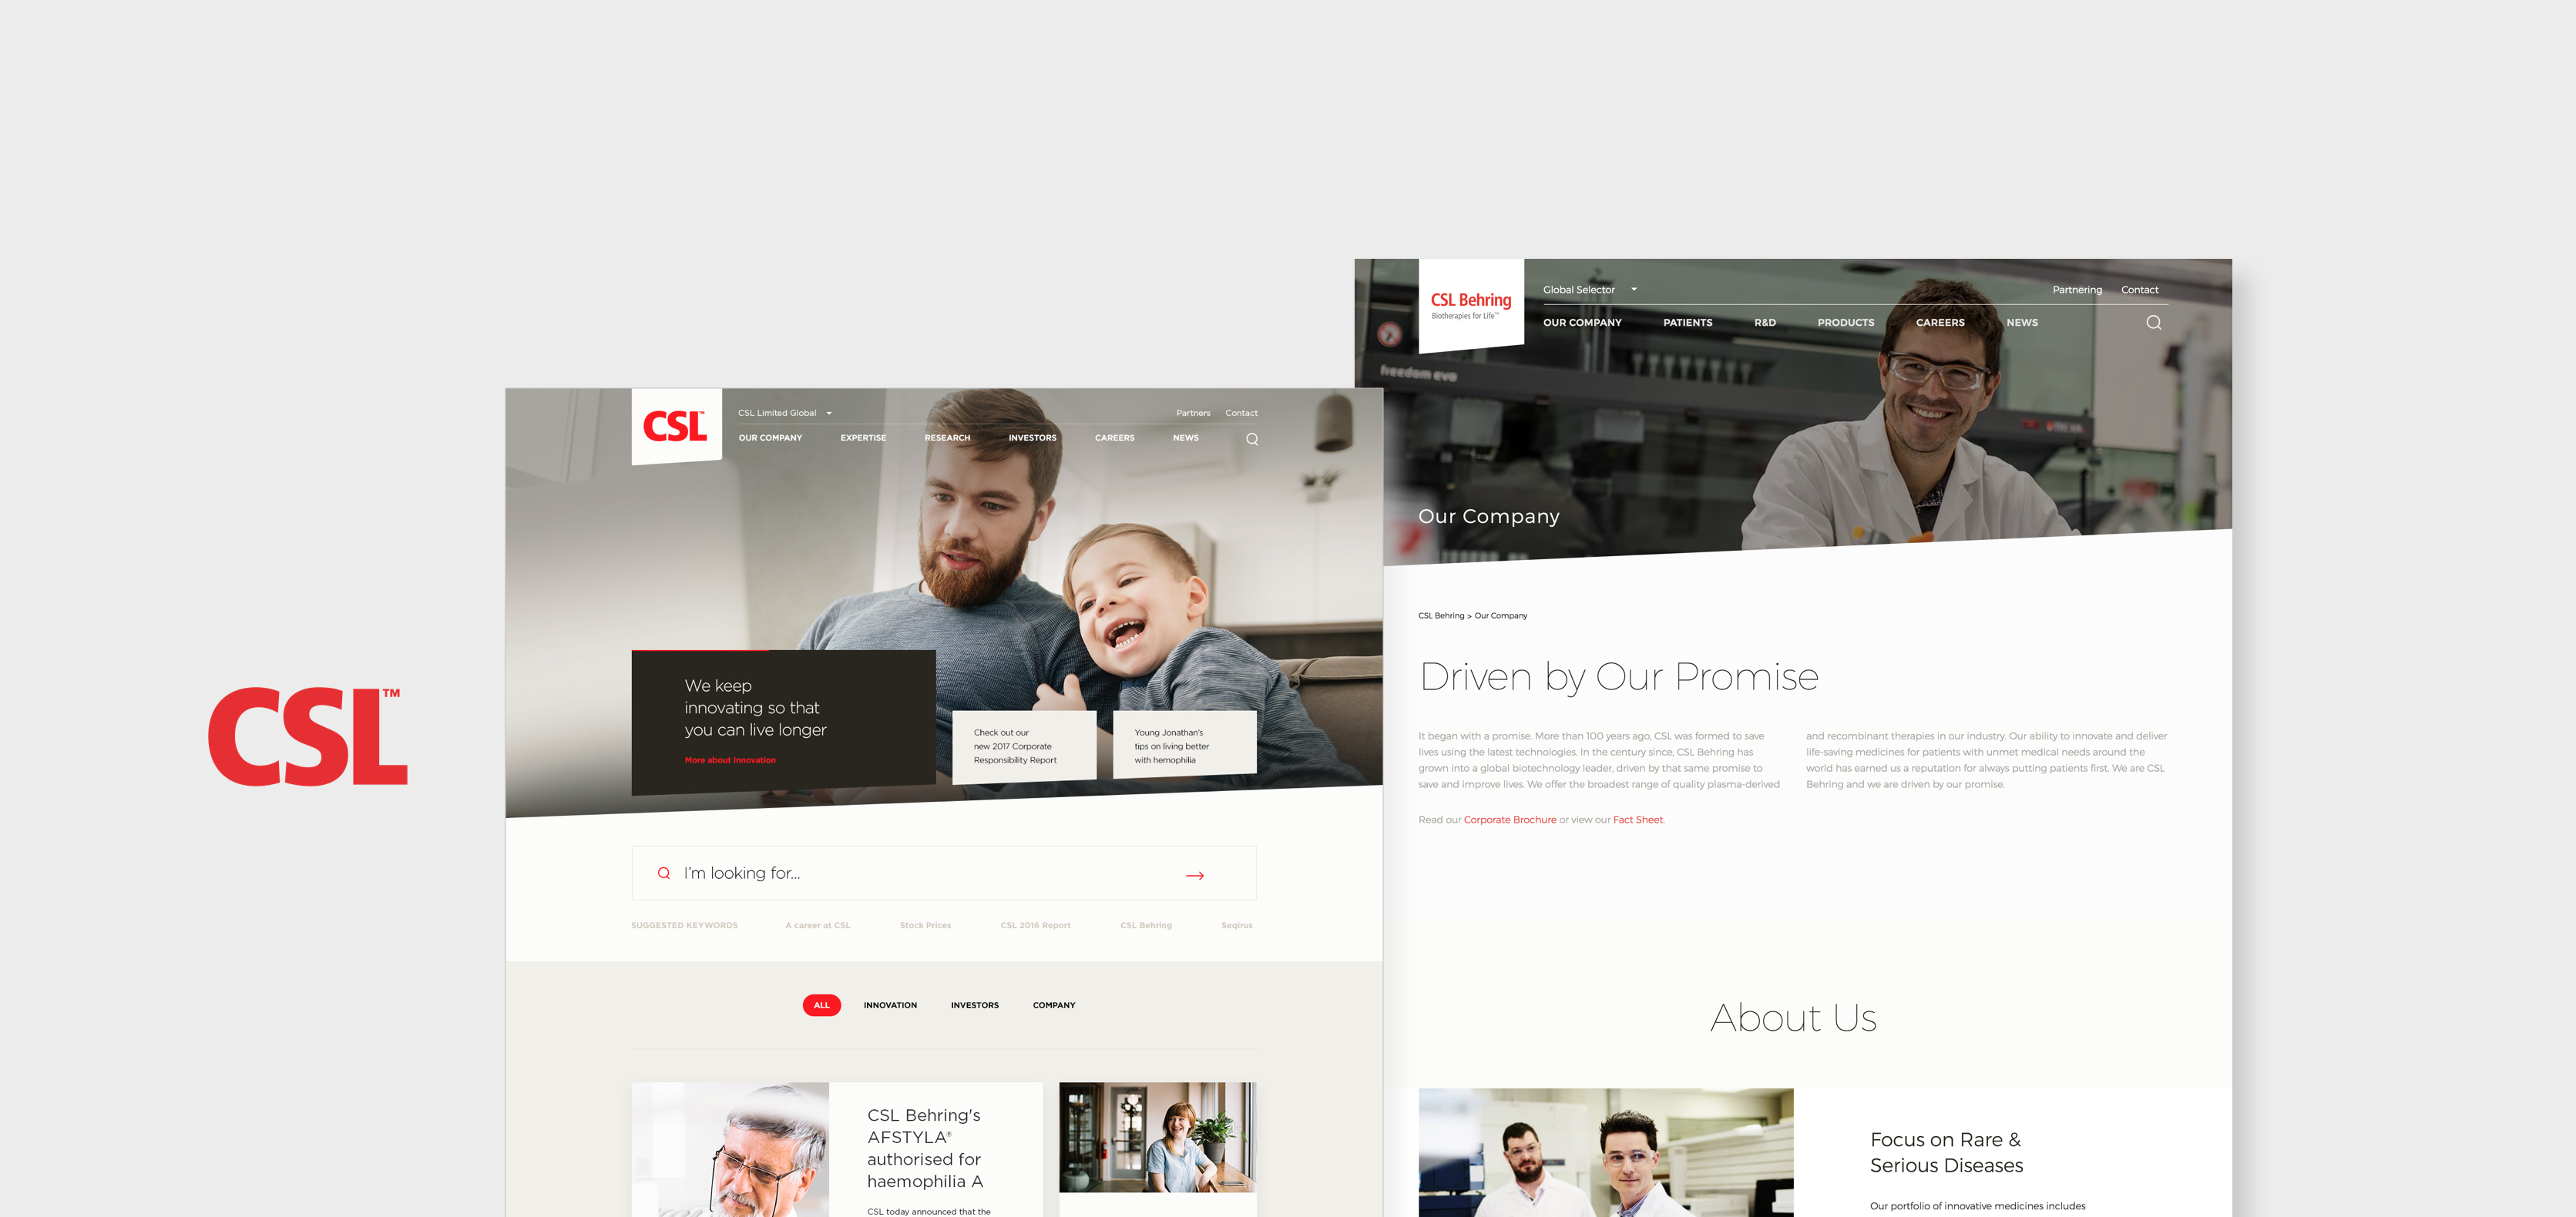 CSL™
CSL™
CSL Limited Global
Partners
Contact
OUR COMPANY
EXPERTISE
RESEARCH
INVESTORS
CAREERS
NEWS
We keep
innovating so that
you can live longer
More about Innovation
Check out our
new 2017 Corporate
Responsibility Report
Young Jonathan's
tips on living better
with hemophilia
I'm looking for...
SUGGESTED KEYWORDS
A career at CSL
Stock Prices
CSL 2016 Report
CSL Behring
Seqirus
ALL
INNOVATION
INVESTORS
COMPANY
CSL Behring's
AFSTYLA®
authorised for
haemophilia A
CSL today announced that the
CSL Behring
Biotherapies for Life™
Global Selector
Partnering
Contact
OUR COMPANY
PATIENTS
R&D
PRODUCTS
CAREERS
NEWS
freedom evo
Our Company
CSL Behring > Our Company
Driven by Our Promise
It began with a promise. More than 100 years ago, CSL was formed to save
lives using the latest technologies. In the century since, CSL Behring has
grown into a global biotechnology leader, driven by that same promise to
save and improve lives. We offer the broadest range of quality plasma-derived
and recombinant therapies in our industry. Our ability to innovate and deliver
life-saving medicines for patients with unmet medical needs around the
world has earned us a reputation for always putting patients first. We are CSL
Behring and we are driven by our promise.
Read our Corporate Brochure or view our Fact Sheet.
About Us
Focus on Rare &
Serious Diseases
Our portfolio of innovative medicines includes